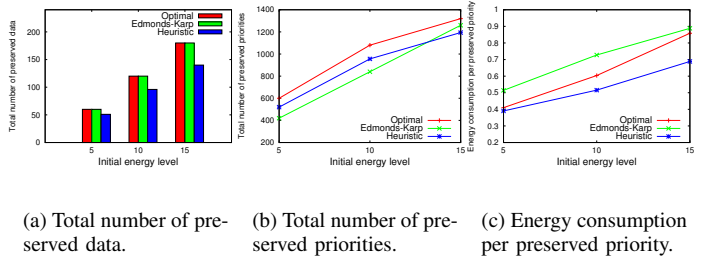 Total number of preserved data
200
150
100
50
0
5
10
15
Initial energy level
Optimal
Edmonds-Karp
Heuristic
Total number of preserved priorities
1400
1200
1000
800
600
400
200
5
10
15
Initial energy level
Optimal
Edmonds-Karp
Heuristic
Energy consumption per preserved priority
1
0.9
0.8
0.7
0.6
0.5
0.4
0.3
0.2
5
10
15
Initial energy level
Optimal
Edmonds-Karp
Heuristic
(a) Total number of pre-
served data.
(b) Total number of pre-
served priorities.
(c) Energy consumption
per preserved priority.